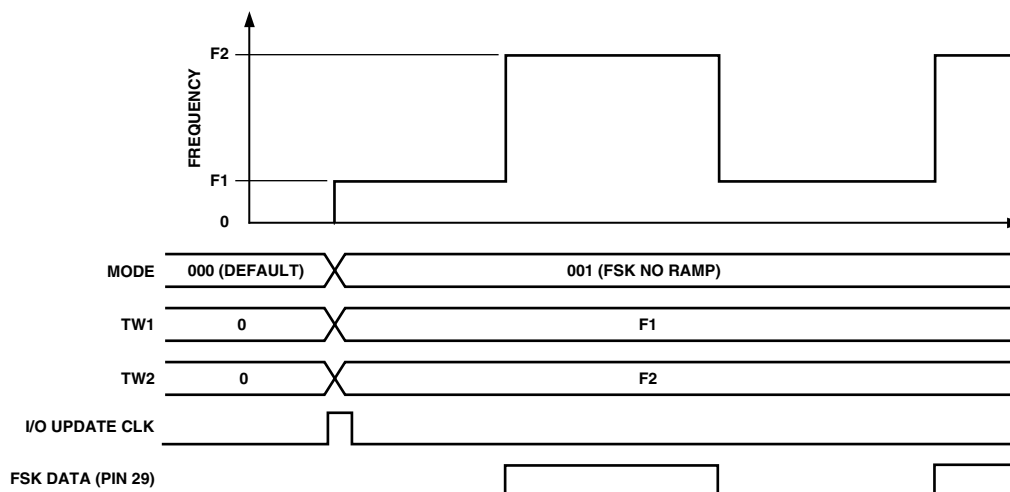 F2
FREQUENCY
F1
0
MODE 000 (DEFAULT) 001 (FSK NO RAMP)
TW1 0 F1
TW2 0 F2
I/O UPDATE CLK
FSK DATA (PIN 29)